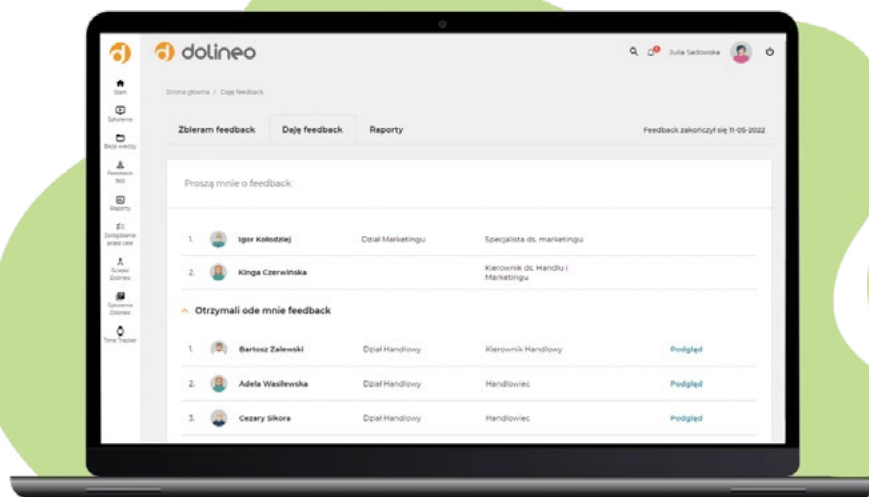 dolineo
Julia Sadowska
Start
Strona główna / Daję feedback
Szkolenia
Baza wiedzy
Zbieram feedback
Daję feedback
Raporty
Feedback zakończył się 11-05-2022
Feedback
360
Proszą mnie o feedback
Raporty
Zarządzanie
przez cele
1. Igor Kołodziej Dział Marketingu Specjalista ds. marketingu
2. Kinga Czerwińska Kierownik ds. Handlu i
Marketingu
Dolineo
Szkolenia
Dolineo
Otrzymali ode mnie feedback
Time Tracker
1. Bartosz Zalewski Dział Handlowy Kierownik Handlowy Podgląd
2. Adela Wasilewska Dział Handlowy Handlowiec Podgląd
3. Cezary Sikora Dział Handlowy Handlowiec Podgląd